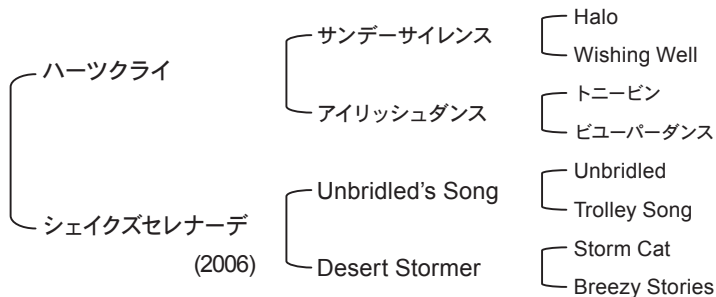 ハーツクライ
サンデーサイレンス
Halo
Wishing Well
アイリッシュダンス
トニービン
ビユーパーダンス
シェイクズセレナーデ
(2006)
Unbridled's Song
Unbridled
Trolley Song
Desert Stormer
Storm Cat
Breezy Stories